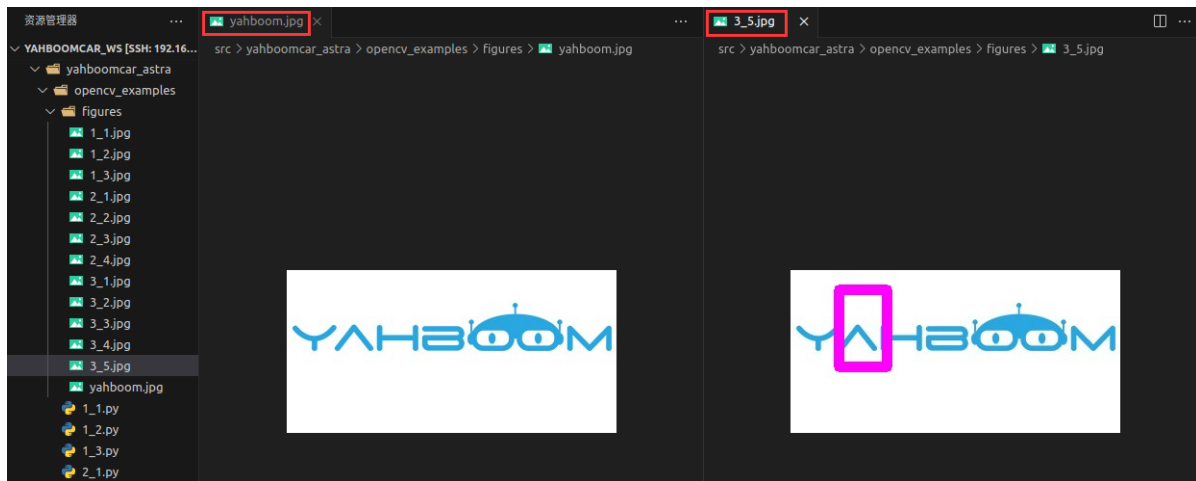 资源管理器
YAHBOOMCAR_WS [SSH: 192.16...
yahboomcar_astra
opencv_examples
figures
1_1.jpg
1_2.jpg
1_3.jpg
2_1.jpg
2_2.jpg
2_3.jpg
2_4.jpg
3_1.jpg
3_2.jpg
3_3.jpg
3_4.jpg
3_5.jpg
yahboom.jpg
1_1.py
1_2.py
1_3.py
2_1.py
yahboom.jpg
src > yahboomcar_astra > opencv_examples > figures > yahboom.jpg
YAHBOOM
3_5.jpg
src > yahboomcar_astra > opencv_examples > figures > 3_5.jpg
YAHBOOM